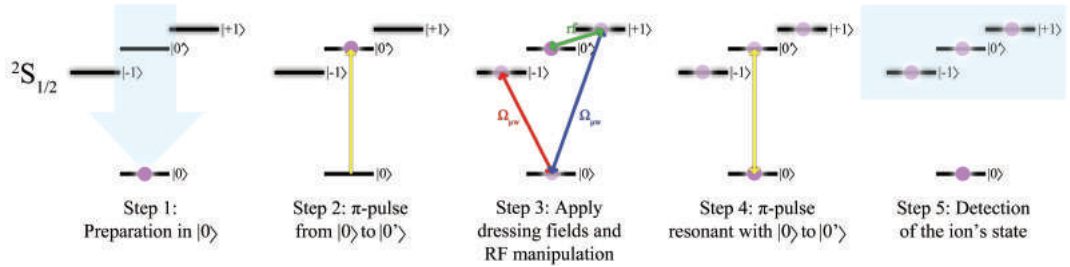 |+1⟩ |+1⟩ rf |+1⟩ |+1⟩ |+1⟩
|0'⟩ |0'⟩ |0'⟩ |0'⟩ |0'⟩
²S₁/₂ |-1⟩ |-1⟩ |-1⟩ |-1⟩ |-1⟩
Ωμw Ωμw
|0⟩ |0⟩ |0⟩ |0⟩ |0⟩
Step 1:
Preparation in |0⟩
Step 2: π-pulse
from |0⟩ to |0’⟩
Step 3: Apply
dressing fields and
RF manipulation
Step 4: π-pulse
resonant with |0⟩ to |0’⟩
Step 5: Detection
of the ion's state